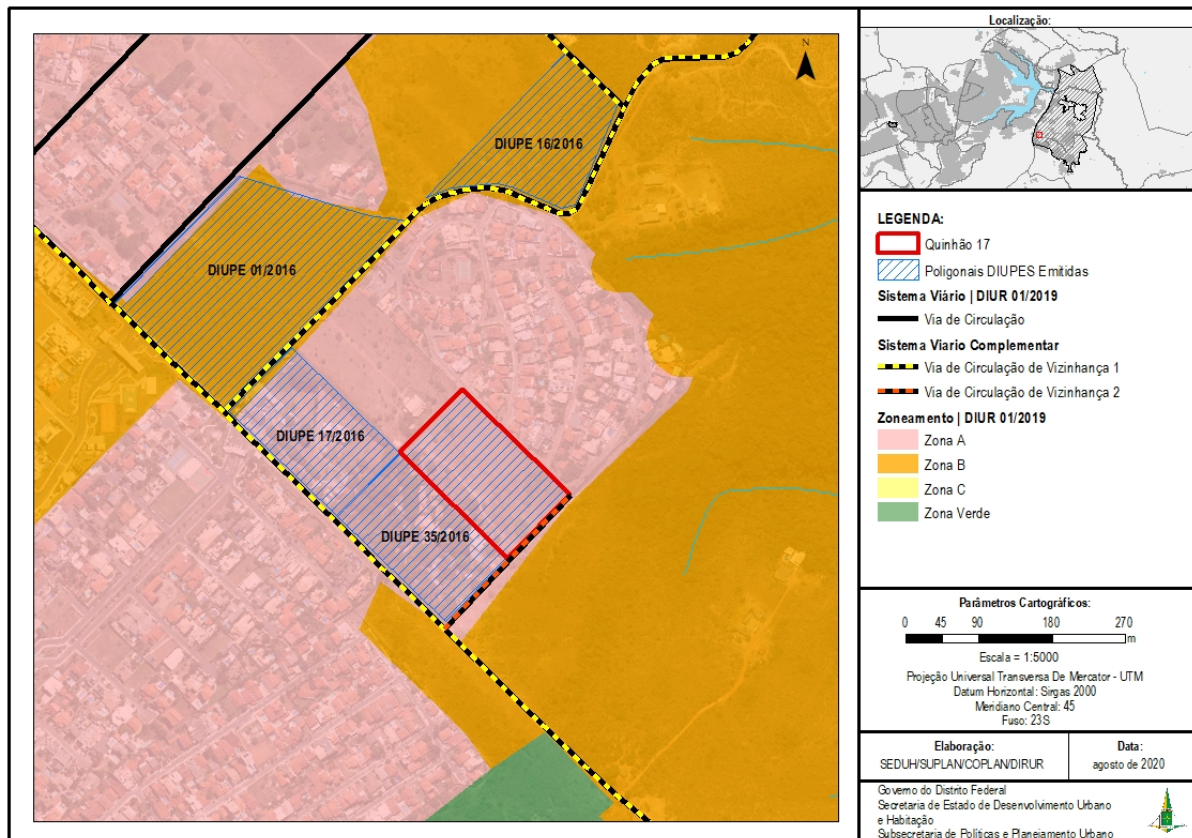 N
DIUPE 16/2016
DIUPE 01/2016
DIUPE 17/2016
DIUPE 35/2016
Localização:
LEGENDA:
Quinhão 17
Poligonais DIUPES Emitidas
Sistema Viário | DIUR 01/2019
Via de Circulação
Sistema Viario Complementar
Via de Circulação de Vizinhança 1
Via de Circulação de Vizinhança 2
Zoneamento | DIUR 01/2019
Zona A
Zona B
Zona C
Zona Verde
Parâmetros Cartográficos:
0 45 90 180 270
m
Escala = 1:5000
Projeção Universal Transversa De Mercator - UTM
Datum Horizontal: Sirgas 2000
Meridiano Central: 45
Fuso: 23S
Elaboração:
SEDUH/SUPLAN/COPLAN/DIRUR
Data:
agosto de 2020
Governo do Distrito Federal
Secretaria de Estado de Desenvolvimento Urbano
e Habitação
Subsecretaria de Políticas e Planejamento Urbano